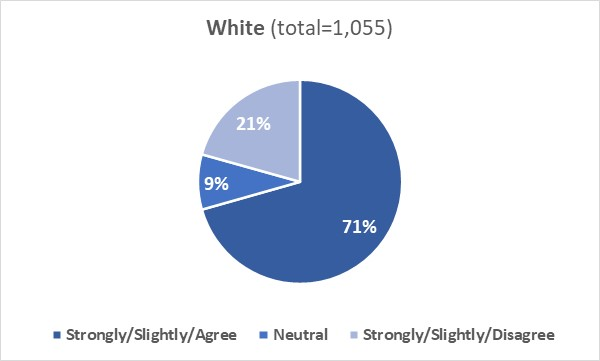 White (total=1,055)
21%
9%
71%
Strongly/Slightly/Agree Neutral Strongly/Slightly/Disagree